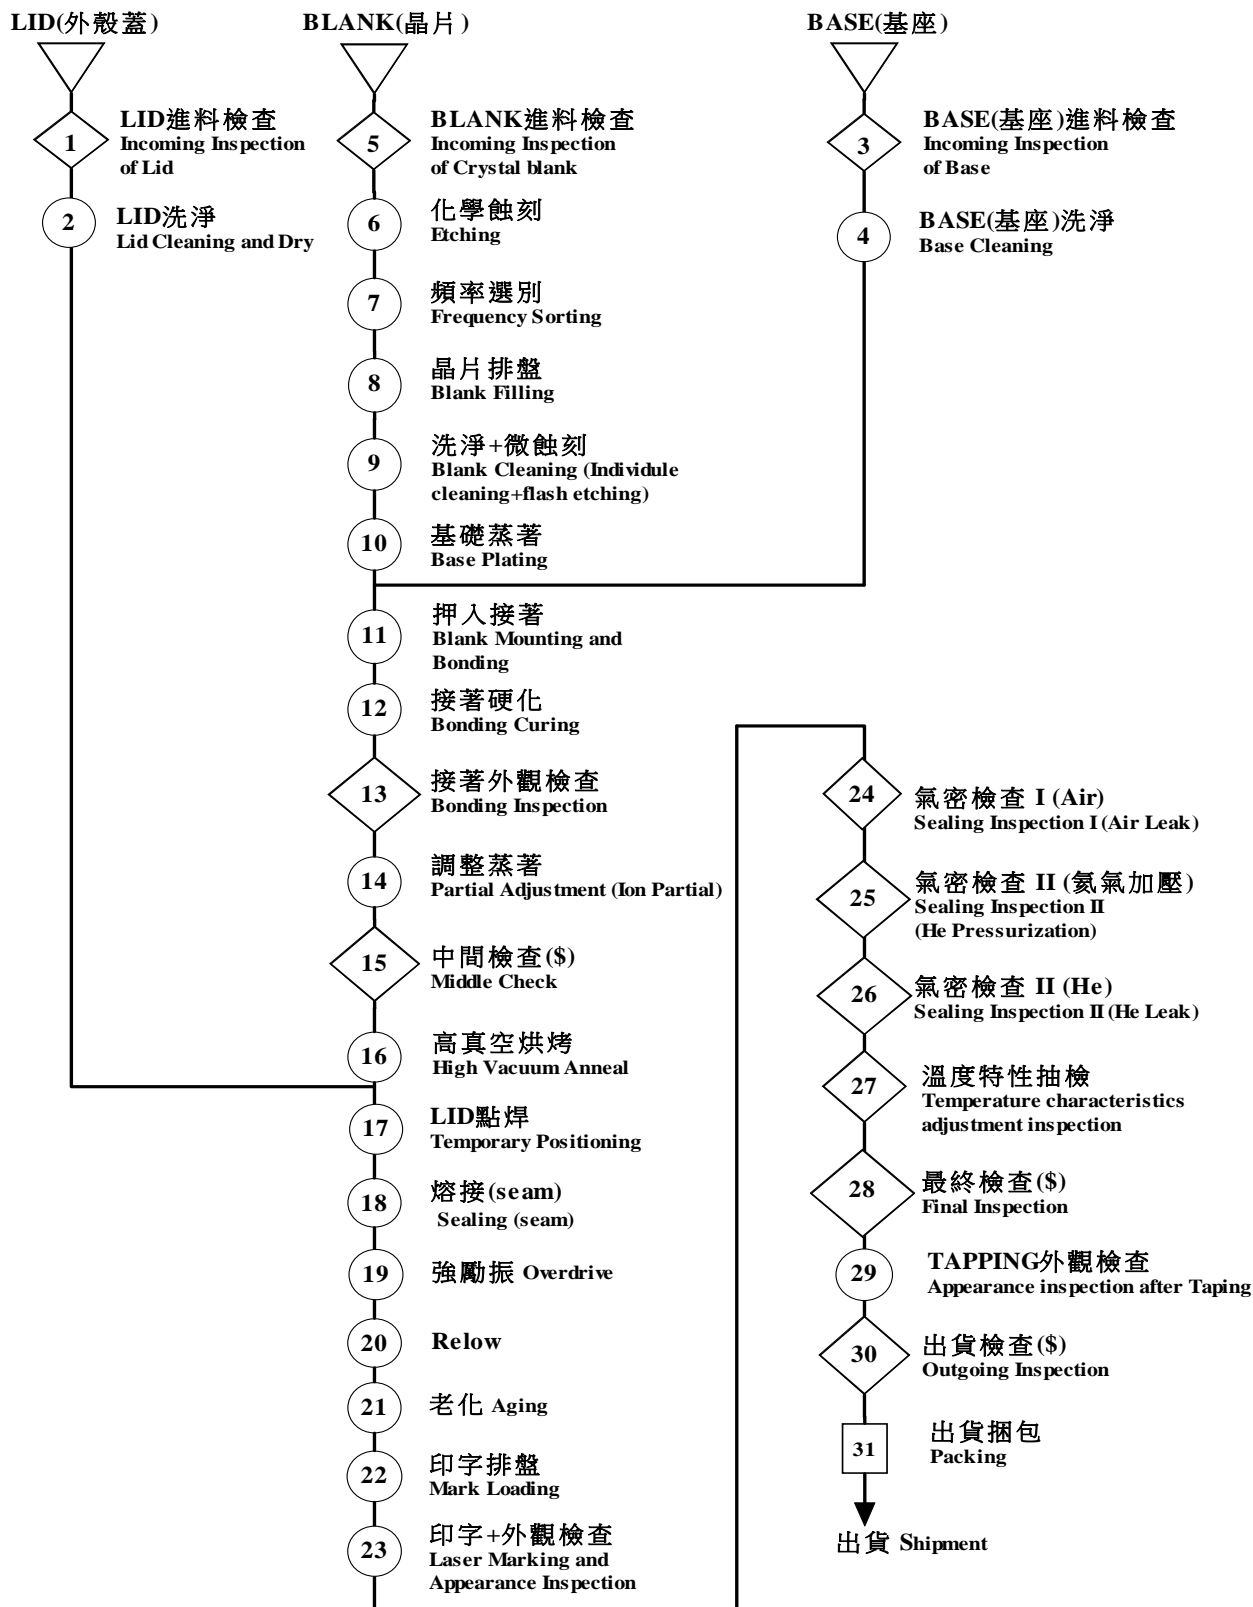 LID(外殼蓋)
1
LID進料檢查
Incoming Inspection
of Lid
2
LID洗淨
Lid Cleaning and Dry
BLANK(晶片)
5
BLANK進料檢查
Incoming Inspection
of Crystal blank
6
化學蝕刻
Etching
7
頻率選別
Frequency Sorting
8
晶片排盤
Blank Filling
9
洗淨+微蝕刻
Blank Cleaning (Individule
cleaning+flash etching)
10
基礎蒸著
Base Plating
BASE(基座)
3
BASE(基座)進料檢查
Incoming Inspection
of Base
4
BASE(基座)洗淨
Base Cleaning
11
押入接著
Blank Mounting and
Bonding
12
接著硬化
Bonding Curing
13
接著外觀檢查
Bonding Inspection
14
調整蒸著
Partial Adjustment (Ion Partial)
15
中間檢查($)
Middle Check
16
高真空烘烤
High Vacuum Anneal
17
LID點焊
Temporary Positioning
18
熔接(seam)
Sealing (seam)
19
強勵振 Overdrive
20
Relow
21
老化 Aging
22
印字排盤
Mark Loading
23
印字+外觀檢查
Laser Marking and
Appearance Inspection
24
氣密檢查 I (Air)
Sealing Inspection I (Air Leak)
25
氣密檢查 II (氦氣加壓)
Sealing Inspection II
(He Pressurization)
26
氣密檢查 II (He)
Sealing Inspection II (He Leak)
27
溫度特性抽檢
Temperature characteristics
adjustment inspection
28
最終檢查($)
Final Inspection
29
TAPPING外觀檢查
Appearance inspection after Taping
30
出貨檢查($)
Outgoing Inspection
31
出貨捆包
Packing
出貨 Shipment